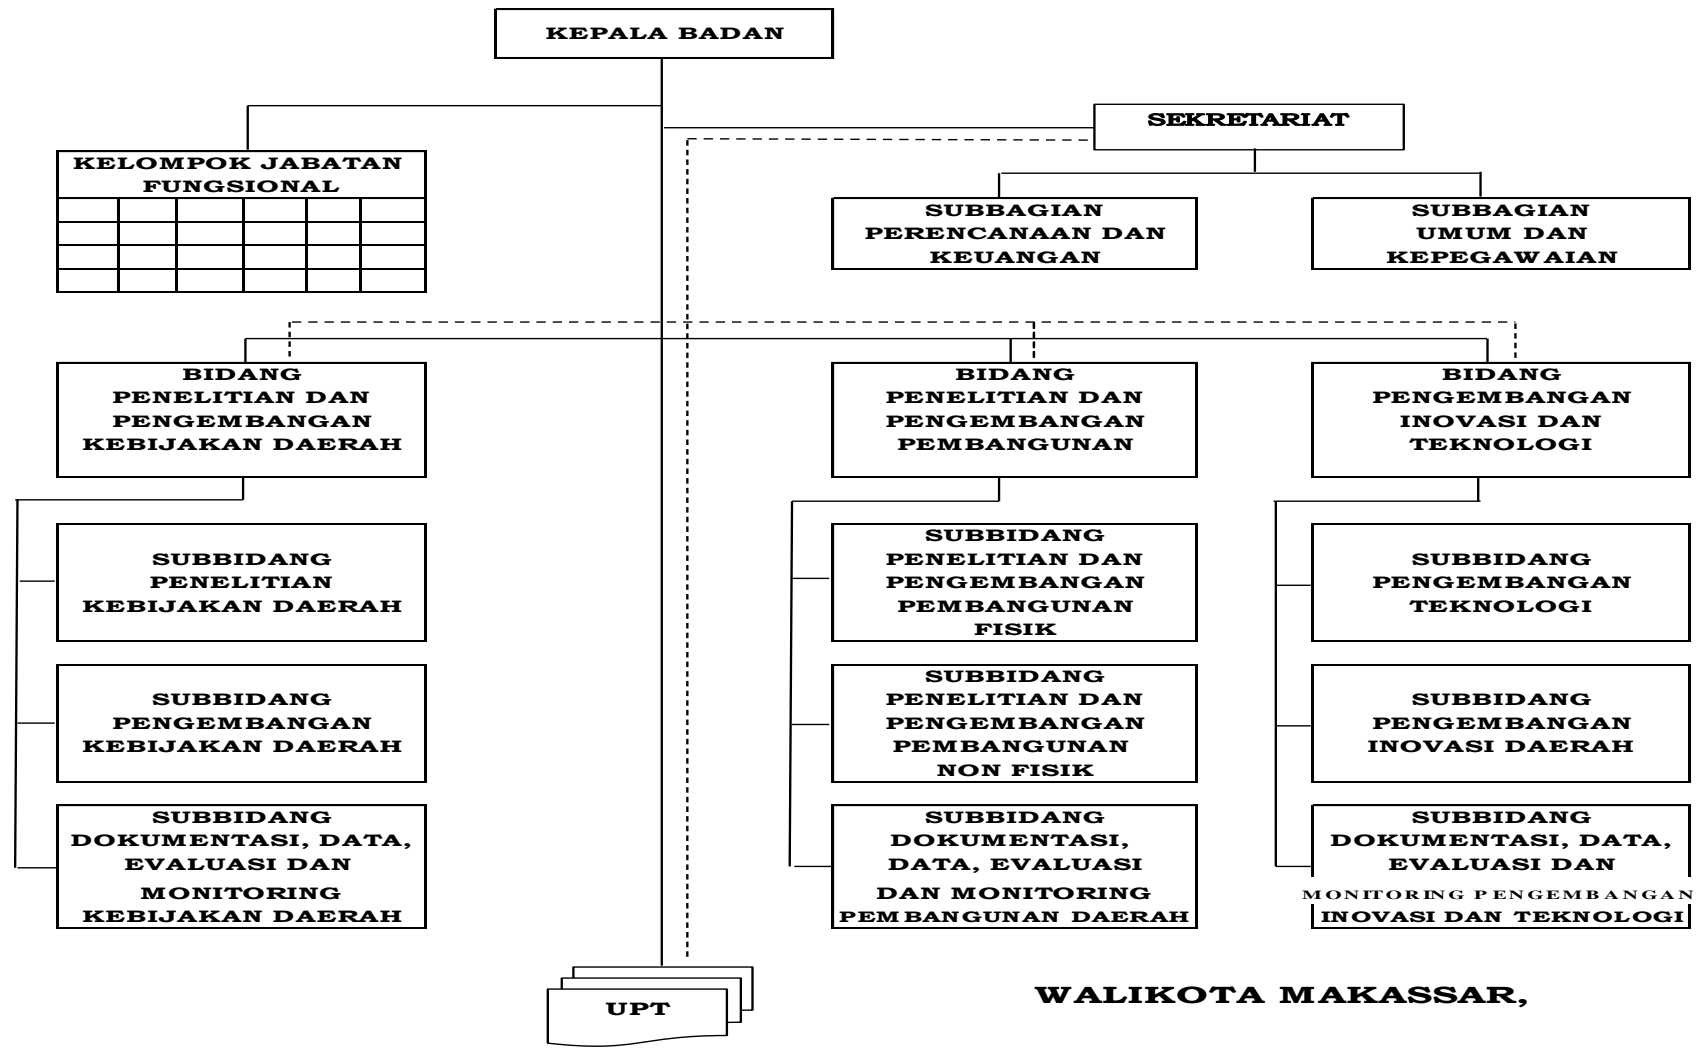 KEPALA BADAN
SEKRETARIAT
KELOMPOK JABATAN
FUNGSIONAL
SUBBAGIAN
PERENCANAAN DAN
KEUANGAN
SUBBAGIAN
UMUM DAN
KEPEGAWAIAN
BIDANG
PENELITIAN DAN
PENGEMBANGAN
KEBIJAKAN DAERAH
BIDANG
PENELITIAN DAN
PENGEMBANGAN
PEMBANGUNAN
BIDANG
PENGEMBANGAN
INOVASI DAN
TEKNOLOGI
SUBBIDANG
PENELITIAN
KEBIJAKAN DAERAH
SUBBIDANG
PENELITIAN DAN
PENGEMBANGAN
PEMBANGUNAN
FISIK
SUBBIDANG
PENGEMBANGAN
TEKNOLOGI
SUBBIDANG
PENGEMBANGAN
KEBIJAKAN DAERAH
SUBBIDANG
PENELITIAN DAN
PENGEMBANGAN
PEMBANGUNAN
NON FISIK
SUBBIDANG
PENGEMBANGAN
INOVASI DAERAH
SUBBIDANG
DOKUMENTASI, DATA,
EVALUASI DAN
MONITORING
KEBIJAKAN DAERAH
SUBBIDANG
DOKUMENTASI,
DATA, EVALUASI
DAN MONITORING
PEMBANGUNAN DAERAH
SUBBIDANG
DOKUMENTASI, DATA,
EVALUASI DAN
MONITORING PENGEMBANGAN
INOVASI DAN TEKNOLOGI
UPT
WALIKOTA MAKASSAR,